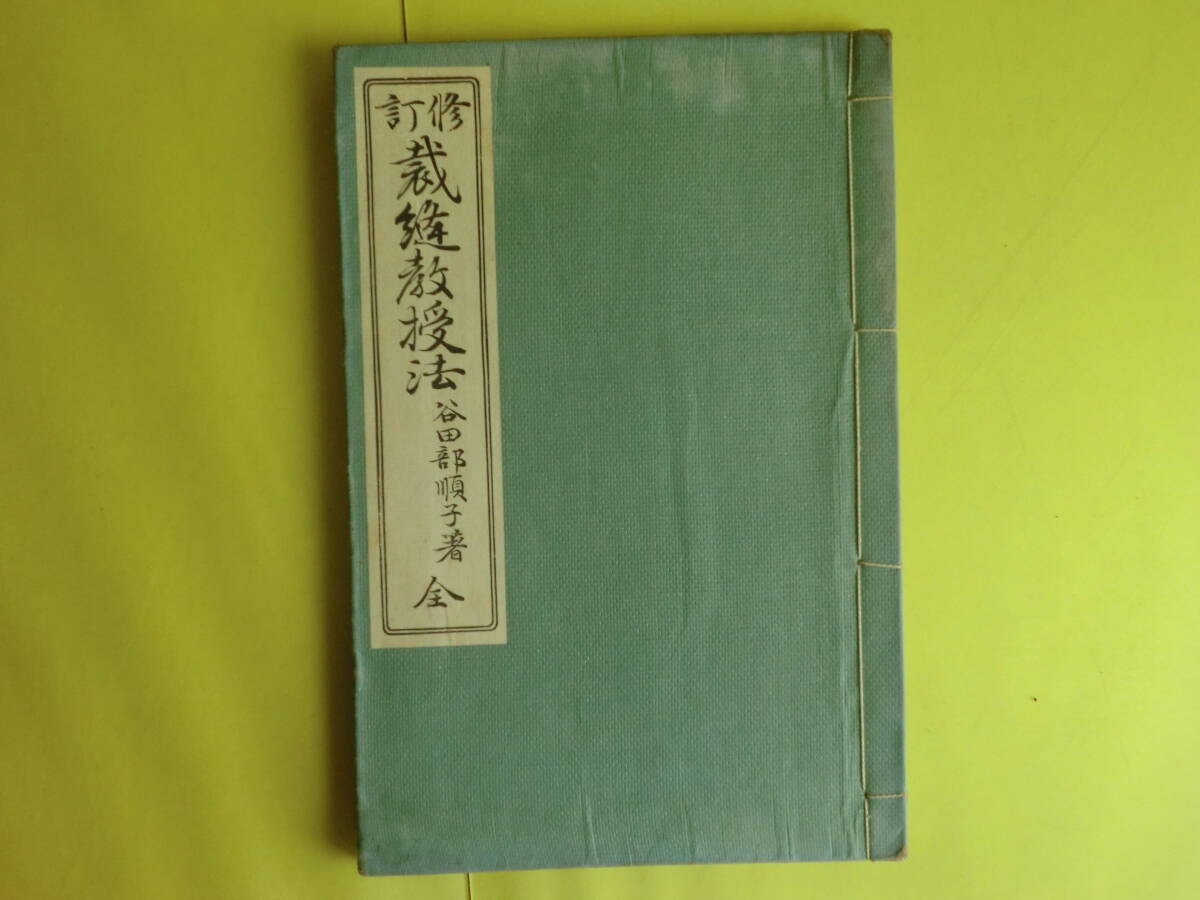 修訂
裁縫教授法
谷田部順子著
全